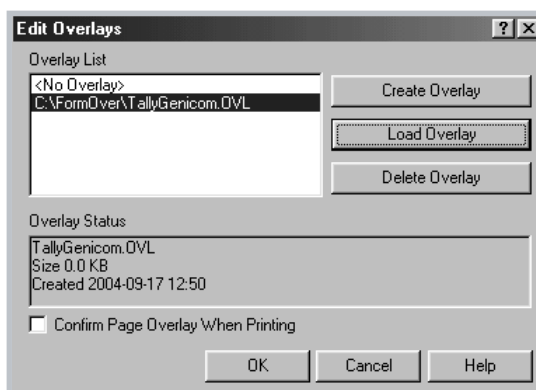 Edit Overlays
Overlay List
<No Overlay>
C:\FormOver\TallyGenicom.OVL
Create Overlay
Load Overlay
Delete Overlay
Overlay Status
TallyGenicom.OVL
Size 0.0 KB
Created 2004-09-17 12:50
Confirm Page Overlay When Printing
OK
Cancel
Help